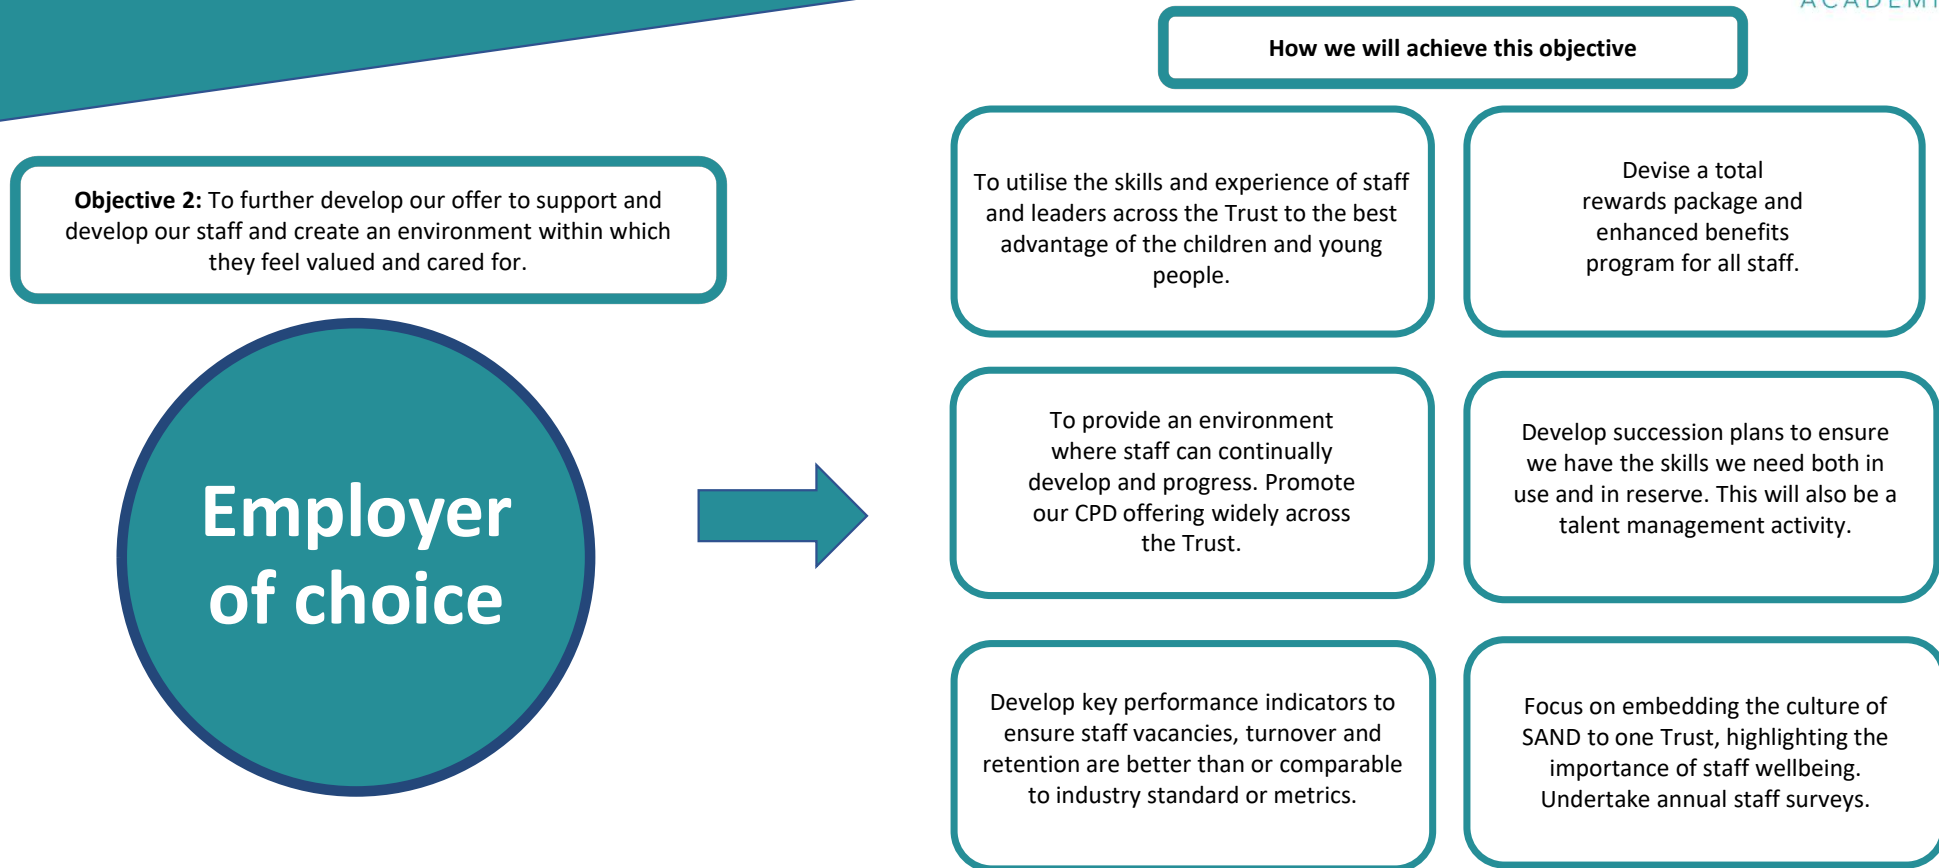 ACADEMI
How we will achieve this objective
Objective 2: To further develop our offer to support and
develop our staff and create an environment within which
they feel valued and cared for.
Employer
of choice
To utilise the skills and experience of staff
and leaders across the Trust to the best
advantage of the children and young
people.
Devise a total
rewards package and
enhanced benefits
program for all staff.
To provide an environment
where staff can continually
develop and progress. Promote
our CPD offering widely across
the Trust.
Develop succession plans to ensure
we have the skills we need both in
use and in reserve. This will also be a
talent management activity.
Develop key performance indicators to
ensure staff vacancies, turnover and
retention are better than or comparable
to industry standard or metrics.
Focus on embedding the culture of
SAND to one Trust, highlighting the
importance of staff wellbeing.
Undertake annual staff surveys.